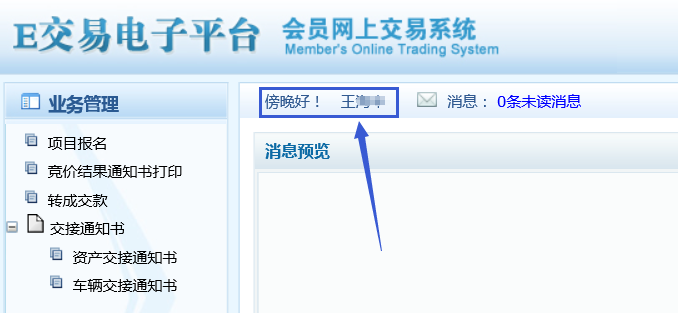 E交易电子平台
会员网上交易系统
Member's Online Trading System
业务管理
项目报名
竞价结果通知书打印
转成交款
交接通知书
资产交接通知书
车辆交接通知书
傍晚好！ 王
消息： 0条未读消息
消息预览